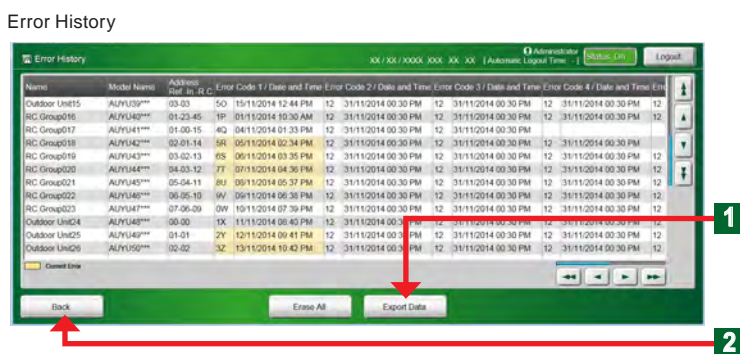 Error History
Error History
XX / XX / XXXX XXX XX XX XX [Automatic Logout Time - ]
Administrator
Status: On
Logout
Name Model Name Address Ref. in -R.C. Error Code 1 / Date and Time Error Code 2 / Date and Time Error Code 3 / Date and Time Error Code 4 / Date and Time Erro
Outdoor Unit15 AUYU39*** 03-03 5O 15/11/2014 12:44 PM 12 31/11/2014 00:30 PM 12 31/11/2014 00:30 PM 12 31/11/2014 00:30 PM 12
RC Group016 AUYU40*** 01-23-45 1P 01/11/2014 10:30 AM 12 31/11/2014 00:30 PM 12 31/11/2014 00:30 PM 12 31/11/2014 00:30 PM 12
RC Group017 AUYU41*** 01-00-15 4Q 04/11/2014 01:33 PM 12 31/11/2014 00:30 PM 12 31/11/2014 00:30 PM
RC Group018 AUYU42*** 02-01-14 5R 05/11/2014 02:34 PM 12 31/11/2014 00:30 PM 12 31/11/2014 00:30 PM 12 31/11/2014 00:30 PM
RC Group019 AUYU43*** 03-02-13 6S 06/11/2014 03:35 PM 12 31/11/2014 00:30 PM 12 31/11/2014 00:30 PM 12 31/11/2014 00:30 PM 12
RC Group020 AUYU44*** 04-03-12 7T 07/11/2014 04:36 PM 12 31/11/2014 00:30 PM 12 31/11/2014 00:30 PM 12 31/11/2014 00:30 PM 12
RC Group021 AUYU45*** 05-04-11 8U 08/11/2014 05:37 PM 12 31/11/2014 00:30 PM 12 31/11/2014 00:30 PM 12 31/11/2014 00:30 PM 12
RC Group022 AUYU46*** 06-05-10 9V 09/11/2014 06:38 PM 12 31/11/2014 00:30 PM 12 31/11/2014 00:30 PM 12 31/11/2014 00:30 PM 12
RC Group023 AUYU47*** 07-06-09 0W 10/11/2014 07:39 PM 12 31/11/2014 00:30 PM 12 31/11/2014 00:30 PM 12 31/11/2014 00:30 PM 12
Outdoor Unit24 AUYU48*** 00-00 1X 11/11/2014 08:40 PM 12 31/11/2014 00:30 PM 12 31/11/2014 00:30 PM 12 31/11/2014 00:30 PM 12
Outdoor Unit25 AUYU49*** 01-01 2Y 12/11/2014 09:41 PM 12 31/11/2014 00:30 PM 12 31/11/2014 00:30 PM 12 31/11/2014 00:30 PM 12
Outdoor Unit26 AUYU50*** 02-02 3Z 13/11/2014 10:42 PM 12 31/11/2014 00:30 PM 12 31/11/2014 00:30 PM 12 31/11/2014 00:30 PM 12
1
Current Error
Back Erase All Export Data
2